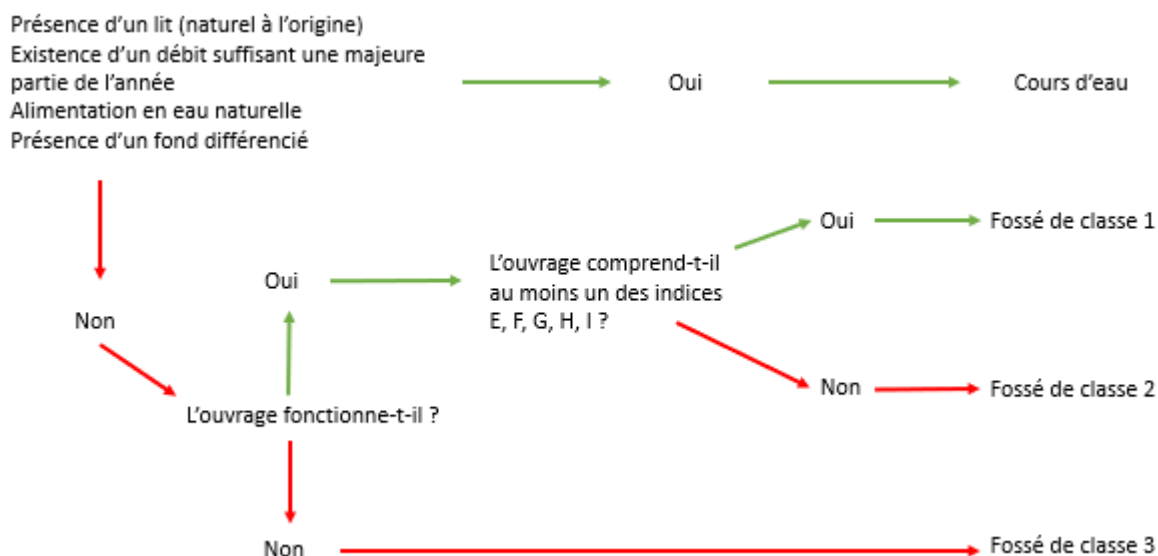 Présence d'un lit (naturel à l'origine)
Existence d'un débit suffisant une majeure
partie de l'année
Alimentation en eau naturelle
Présence d'un fond différencié
Oui
Cours d'eau
Oui
Fossé de classe 1
L'ouvrage comprend-t-il
au moins un des indices
E, F, G, H, I ?
Oui
Non
Non
Fossé de classe 2
L'ouvrage fonctionne-t-il ?
Non
Fossé de classe 3